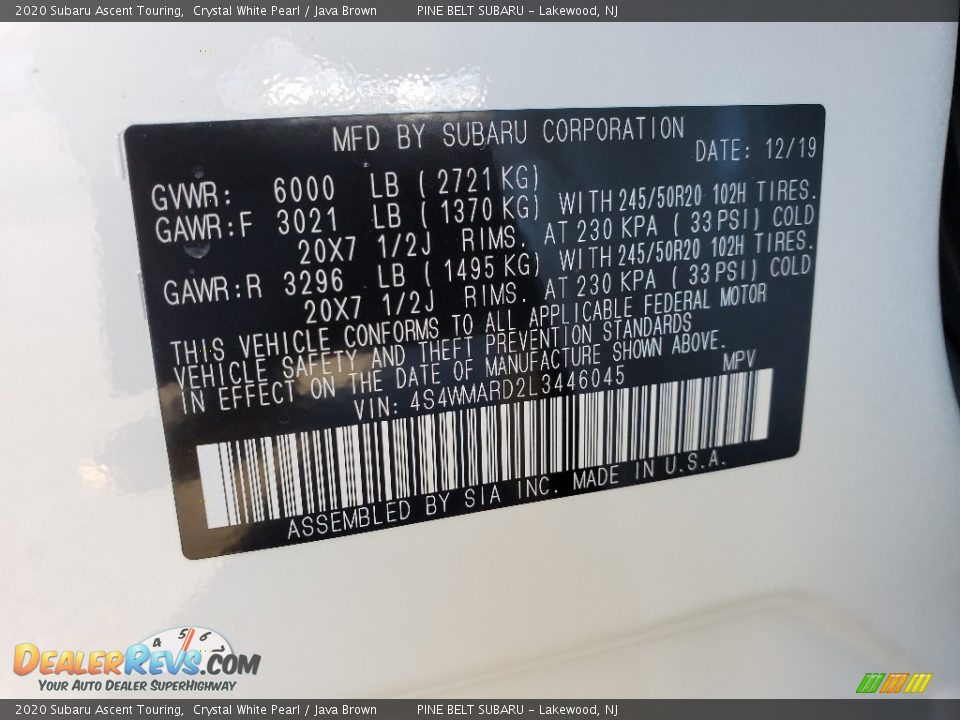 2020 Subaru Ascent Touring, Crystal White Pearl / Java Brown PINE BELT SUBARU - Lakewood, NJ
MFD BY SUBARU CORPORATION
DATE: 12/19
GVWR: 6000 LB ( 2721 KG)
GAWR:F 3021 LB ( 1370 KG) WITH 245/50R20 102H TIRES.
20X7 1/2J RIMS. AT 230 KPA ( 33 PSI) COLD
GAWR:R 3296 LB ( 1495 KG) WITH 245/50R20 102H TIRES.
20X7 1/2J RIMS. AT 230 KPA ( 33 PSI) COLD
THIS VEHICLE CONFORMS TO ALL APPLICABLE FEDERAL MOTOR
VEHICLE SAFETY AND THEFT PREVENTION STANDARDS
IN EFFECT ON THE DATE OF MANUFACTURE SHOWN ABOVE.
VIN: 4S4WMARD2L3446045 MPV
ASSEMBLED BY SIA INC. MADE IN U.S.A.
4 5 6
DEALERREVS.COM
YOUR AUTO DEALER SUPERHIGHWAY
2020 Subaru Ascent Touring, Crystal White Pearl / Java Brown PINE BELT SUBARU - Lakewood, NJ